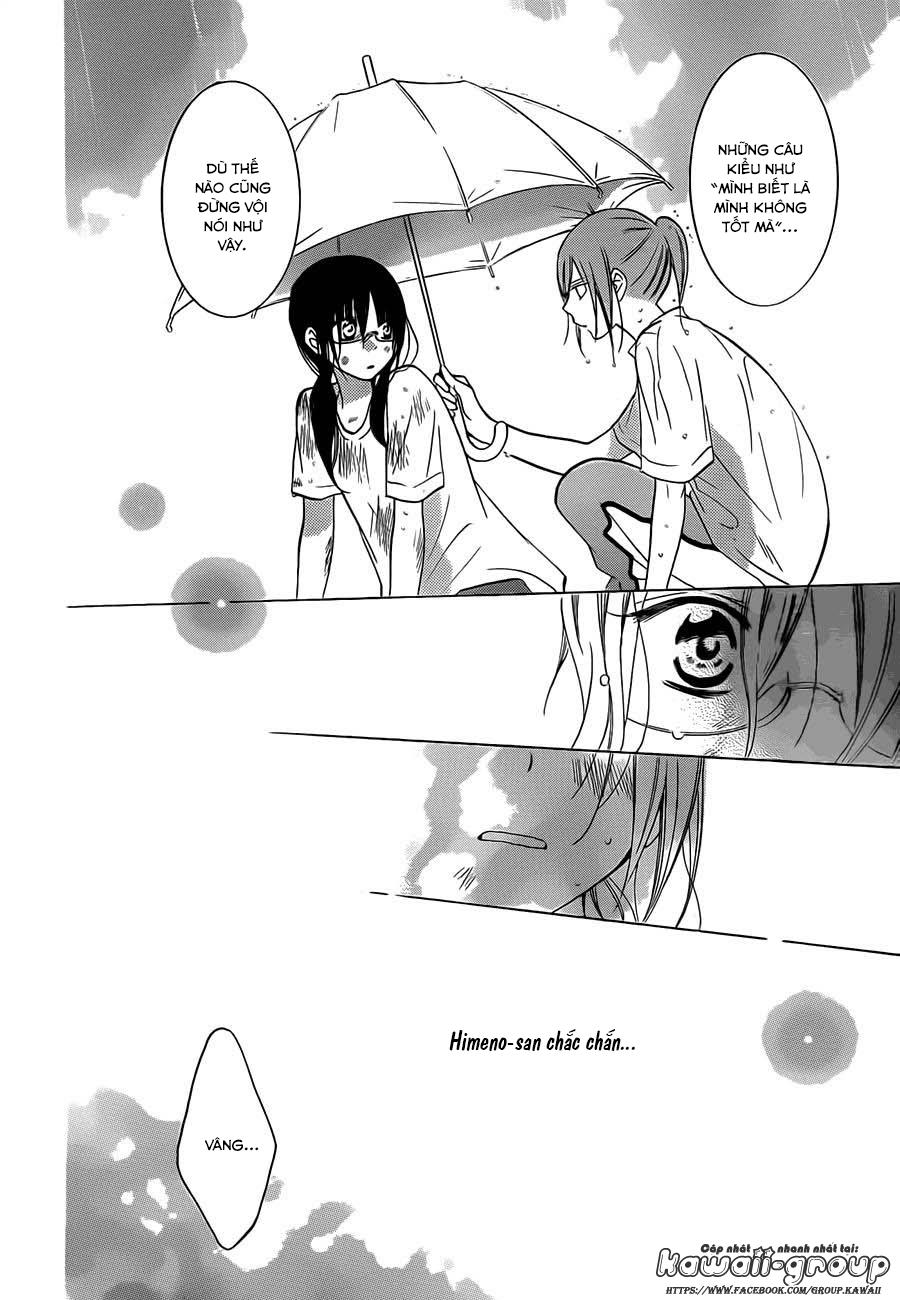 NHỮNG CÂU
KIỂU NHƯ
"MÌNH BIẾT LÀ
MÌNH KHÔNG
TỐT MÀ"...
DÙ THẾ
NÀO CŨNG
ĐỪNG VỘI
NÓI NHƯ
VẬY.
Himeno-san chắc chắn...
VÂNG...
Cập nhật nhanh nhất tại:
kawaii-group
HTTPS://WWW.FACEBOOK.COM/GROUP.KAWAII